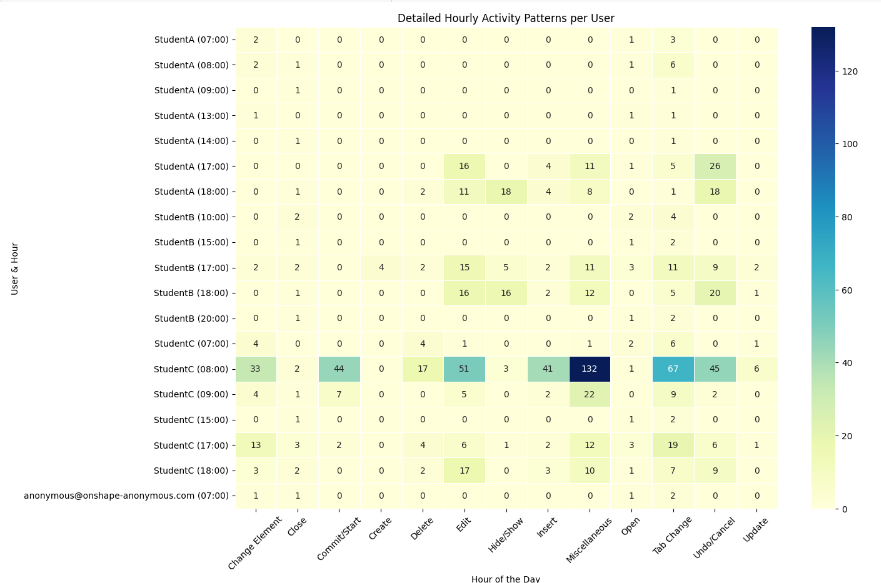 Detailed Hourly Activity Patterns per User
User & Hour
StudentA (07:00) 2 0 0 0 0 0 0 0 0 1 3 0 0
StudentA (08:00) 2 1 0 0 0 0 0 0 0 1 6 0 0
StudentA (09:00) 0 1 0 0 0 0 0 0 0 0 1 0 0
StudentA (13:00) 1 0 0 0 0 0 0 0 0 1 1 0 0
StudentA (14:00) 0 1 0 0 0 0 0 0 0 0 1 0 0
StudentA (17:00) 0 0 0 0 0 16 0 4 11 1 5 26 0
StudentA (18:00) 0 1 0 0 2 11 18 4 8 0 1 18 0
StudentB (10:00) 0 2 0 0 0 0 0 0 0 2 4 0 0
StudentB (15:00) 0 1 0 0 0 0 0 0 0 1 2 0 0
StudentB (17:00) 2 2 0 4 2 15 5 2 11 3 11 9 2
StudentB (18:00) 0 1 0 0 0 16 16 2 12 0 5 20 1
StudentB (20:00) 0 1 0 0 0 0 0 0 0 1 2 0 0
StudentC (07:00) 4 0 0 0 4 1 0 0 1 2 6 0 1
StudentC (08:00) 33 2 44 0 17 51 3 41 132 1 67 45 6
StudentC (09:00) 4 1 7 0 0 5 0 2 22 0 9 2 0
StudentC (15:00) 0 1 0 0 0 0 0 0 0 1 2 0 0
StudentC (17:00) 13 3 2 0 4 6 1 2 12 3 19 6 1
StudentC (18:00) 3 2 0 0 2 17 0 3 10 1 7 9 0
anonymous@onshape-anonymous.com (07:00) 1 1 0 0 0 0 0 0 0 1 2 0 0
Change Element Close Commit/Start Create Delete Edit Hide/Show Insert Miscellaneous Open Tab Change Undo/Cancel Update
Hour of the Day
120
100
80
60
40
20
0